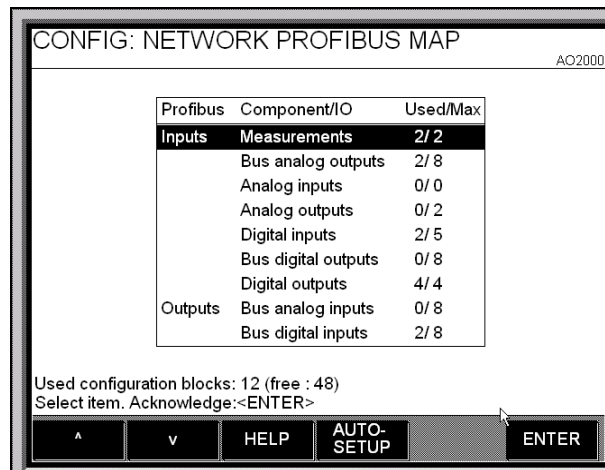 CONFIG: NETWORK PROFIBUS MAP
AO2000
Profibus Component/IO Used/Max
Inputs Measurements 2/ 2
Bus analog outputs 2/ 8
Analog inputs 0/ 0
Analog outputs 0/ 2
Digital inputs 2/ 5
Bus digital outputs 0/ 8
Digital outputs 4/ 4
Outputs Bus analog inputs 0/ 8
Bus digital inputs 2/ 8
Used configuration blocks: 12 (free : 48)
Select item. Acknowledge:<ENTER>
^ v HELP AUTO-SETUP ENTER